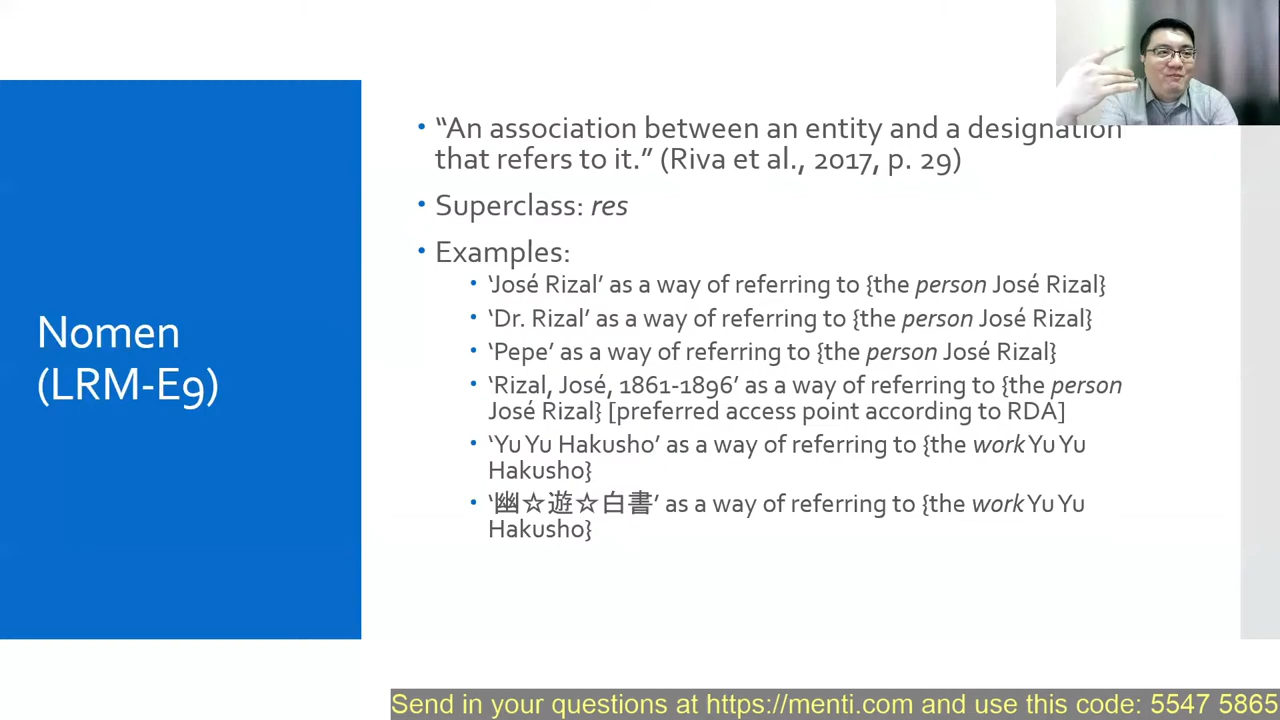 Nomen
(LRM-E9)
• “An association between an entity and a designation
that refers to it.” (Riva et al., 2017, p. 29)
• Superclass: res
• Examples:
• ‘José Rizal’ as a way of referring to {the person José Rizal}
• ‘Dr. Rizal’ as a way of referring to {the person José Rizal}
• ‘Pepe’ as a way of referring to {the person José Rizal}
• ‘Rizal, José, 1861-1896’ as a way of referring to {the person
José Rizal} [preferred access point according to RDA]
• ‘Yu Yu Hakusho’ as a way of referring to {the work Yu Yu
Hakusho}
• ‘幽☆遊☆白書’ as a way of referring to {the work Yu Yu
Hakusho}
Send in your questions at https://menti.com and use this code: 5547 5865